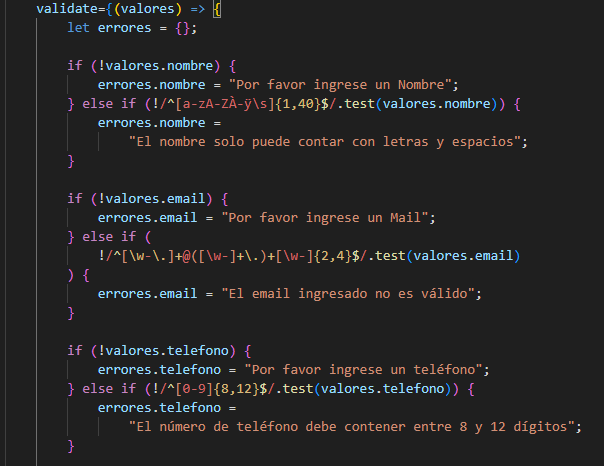 validate={(valores) => {
let errores = {};
if (!valores.nombre) {
errores.nombre = "Por favor ingrese un Nombre";
} else if (!/^[a-zA-ZÀ-ÿ\s]{1,40}$/.test(valores.nombre)) {
errores.nombre =
"El nombre solo puede contar con letras y espacios";
}
if (!valores.email) {
errores.email = "Por favor ingrese un Mail";
} else if (
!/^[\w-\.]+@([\w-]+\.)+[\w-]{2,4}$/.test(valores.email)
) {
errores.email = "El email ingresado no es válido";
}
if (!valores.telefono) {
errores.telefono = "Por favor ingrese un teléfono";
} else if (!/^[0-9]{8,12}$/.test(valores.telefono)) {
errores.telefono =
"El número de teléfono debe contener entre 8 y 12 dígitos";
}